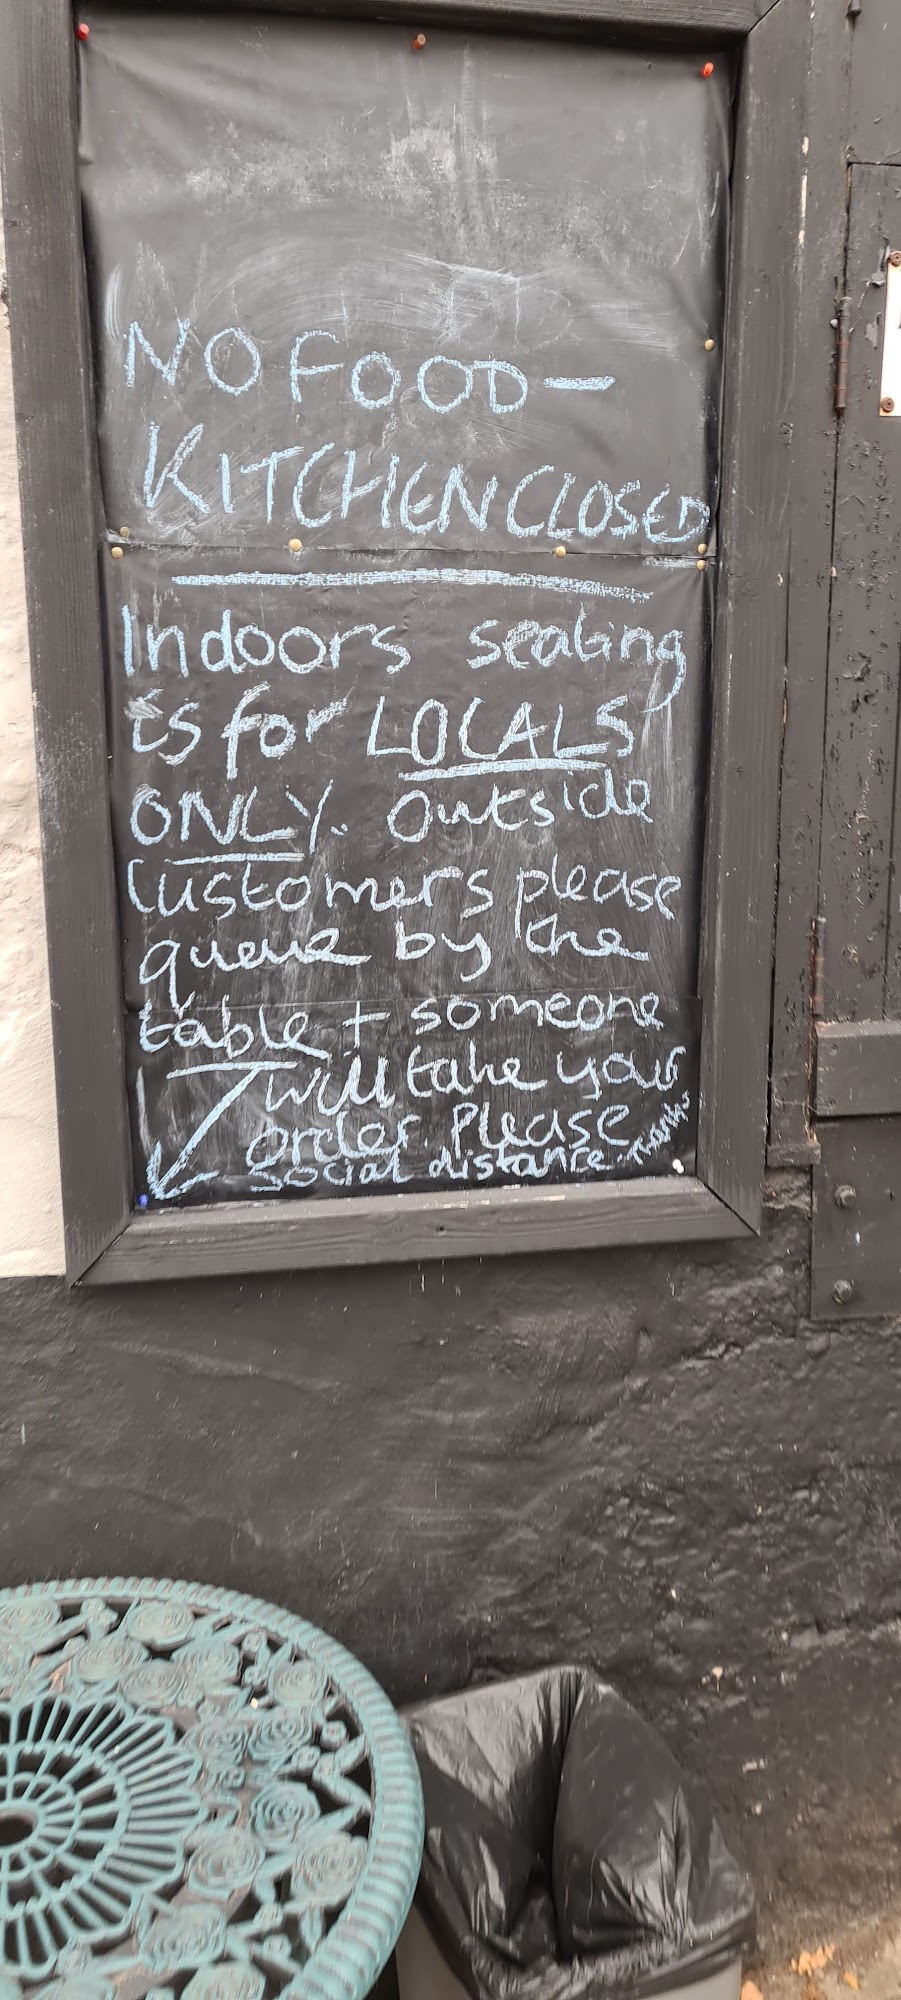 NO FOOD -
KITCHEN CLOSED
Indoors seating
is for LOCALS
ONLY. Outside
Customers please
queue by the
table + someone
will take your
order. Please
social distance. Thanks